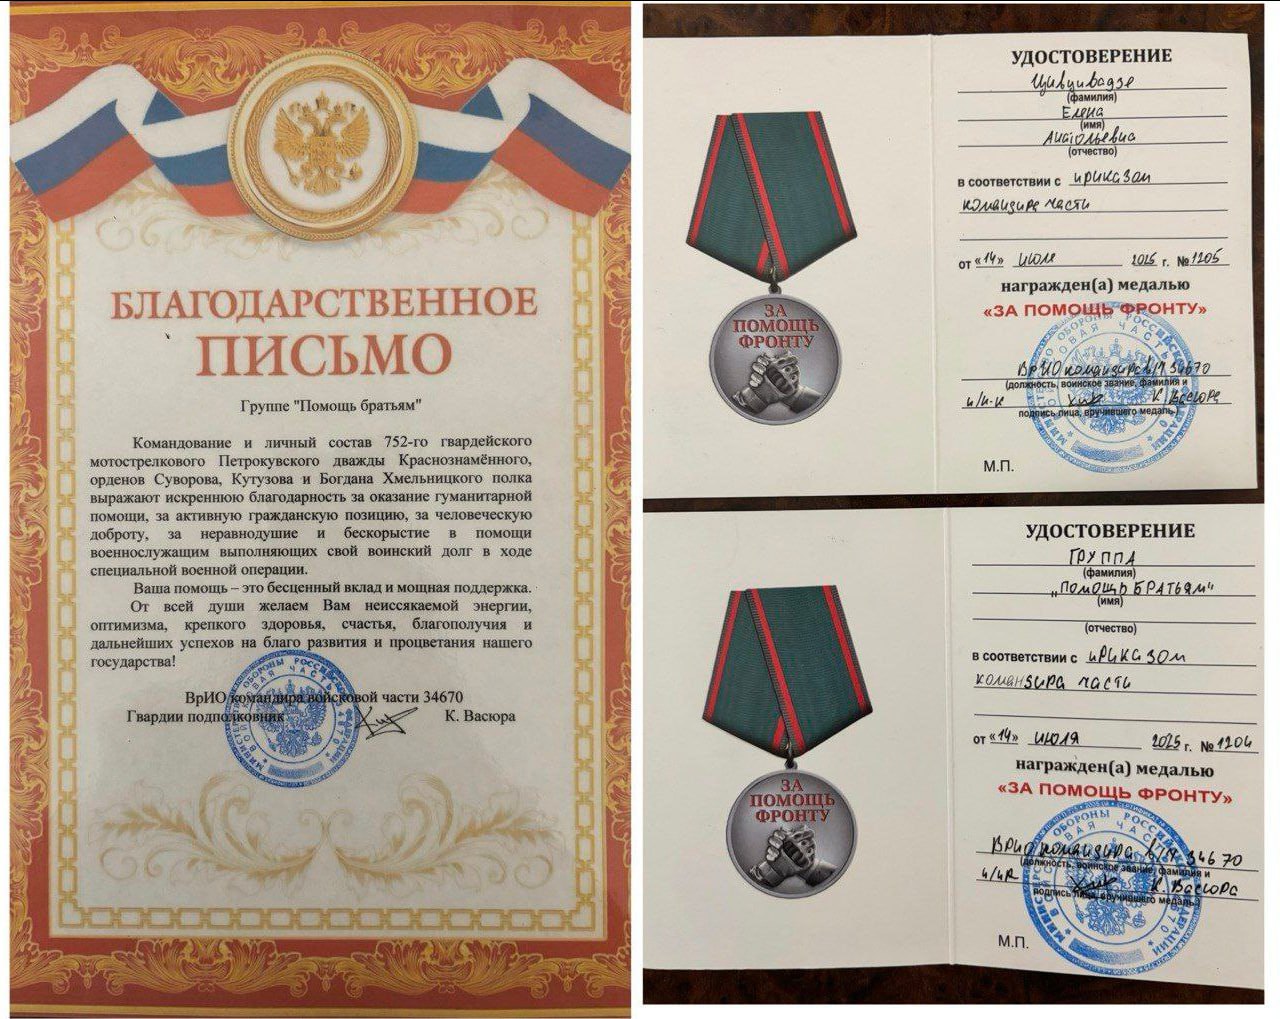 БЛАГОДАРСТВЕННОЕ
ПИСЬМО
Группе "Помощь братьям"
Командование и личный состав 752-го гвардейского
мотострелкового Петрокувского дважды Краснознамённого,
орденов Суворова, Кутузова и Богдана Хмельницкого полка
выражают искреннюю благодарность за оказание гуманитарной
помощи, за активную гражданскую позицию, за человеческую
доброту, за неравнодушие и бескорыстие в помощи
военнослужащим выполняющих свой воинский долг в ходе
специальной военной операции.
Ваша помощь – это бесценный вклад и мощная поддержка.
От всей души желаем Вам неиссякаемой энергии,
оптимизма, крепкого здоровья, счастья, благополучия и
дальнейших успехов на благо развития и процветания нашего
государства!
ВрИО командира войсковой части 34670
Гвардии подполковник К. Васюра
ЗА
ПОМОЩЬ
ФРОНТУ
УДОСТОВЕРЕНИЕ
Цивцивадзе
(фамилия)
Елена
(имя)
Анатольевна
(отчество)
в соответствии с приказом
командира части
от «14» июля 2025 г. №1205
награжден(а) медалью
«ЗА ПОМОЩЬ ФРОНТУ»
ВрИО командира в/ч 34670
(должность, воинское звание, фамилия и
п/п-к К. Васюра
подпись лица, вручившего медаль)
М.П.
ЗА
ПОМОЩЬ
ФРОНТУ
УДОСТОВЕРЕНИЕ
ГРУППА
(фамилия)
„ПОМОЩЬ БРАТЬЯМ"
(имя)
(отчество)
в соответствии с приказом
командира части
от «14» июля 2025 г. №1204
награжден(а) медалью
«ЗА ПОМОЩЬ ФРОНТУ»
ВРИО командира в/ч 34670
(должность, воинское звание, фамилия и
п/пк К. Васюра
подпись лица, вручившего медаль)
М.П.